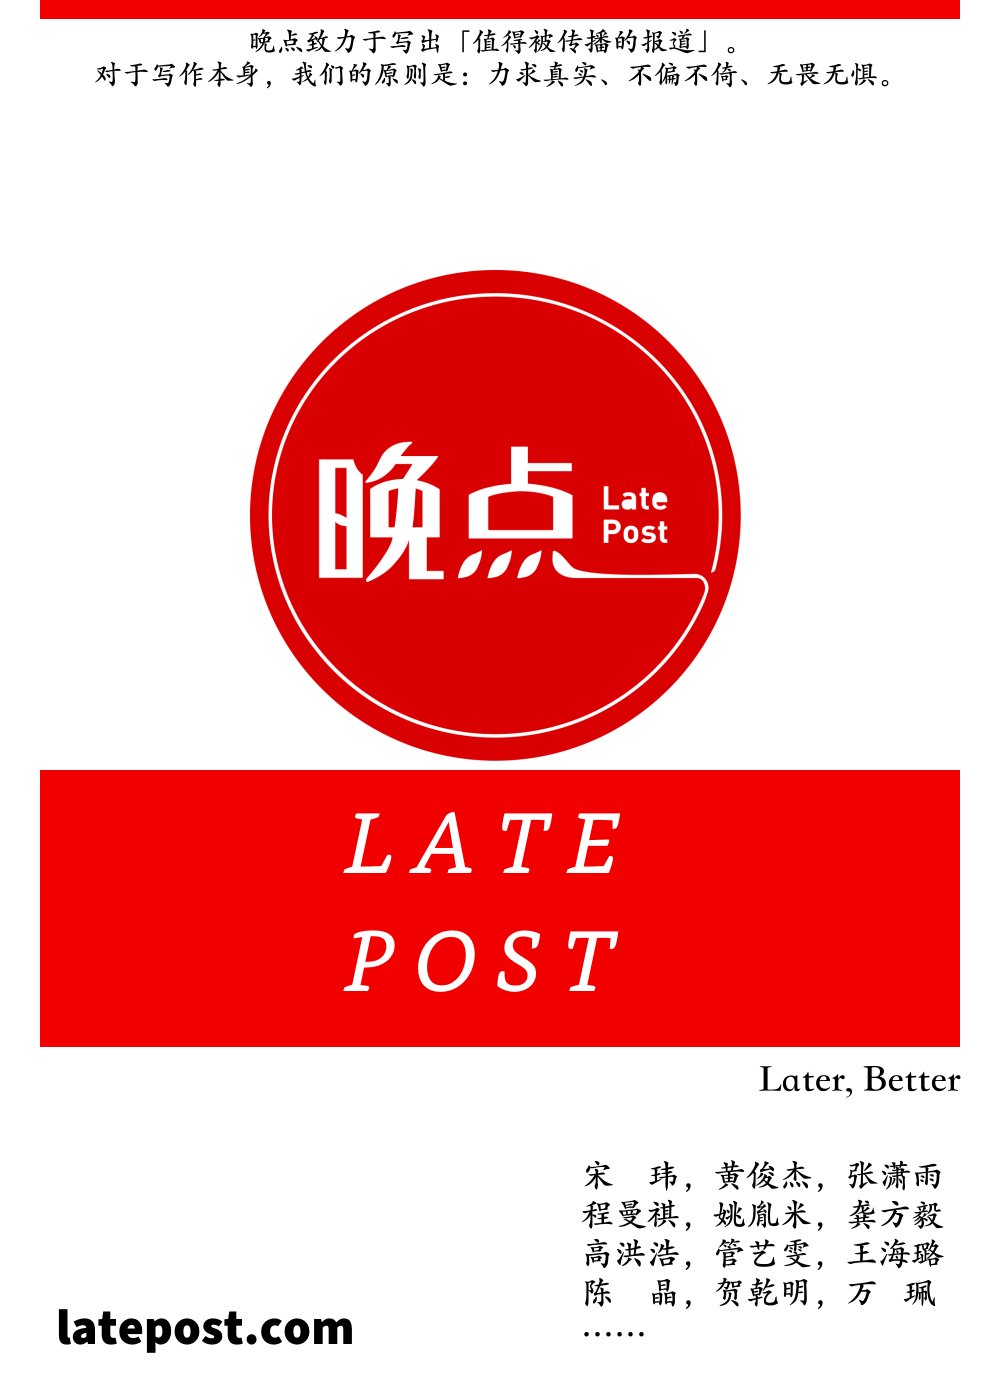 晚点致力于写出「值得被传播的报道」。
对于写作本身，我们的原则是：力求真实、不偏不倚、无畏无惧。
晚点
Late
Post
LATE
POST
Later, Better
宋　玮，黄俊杰，张潇雨
程曼祺，姚胤米，龚方毅
高洪浩，管艺雯，王海璐
陈　晶，贺乾明，万　珮
……
latepost.com